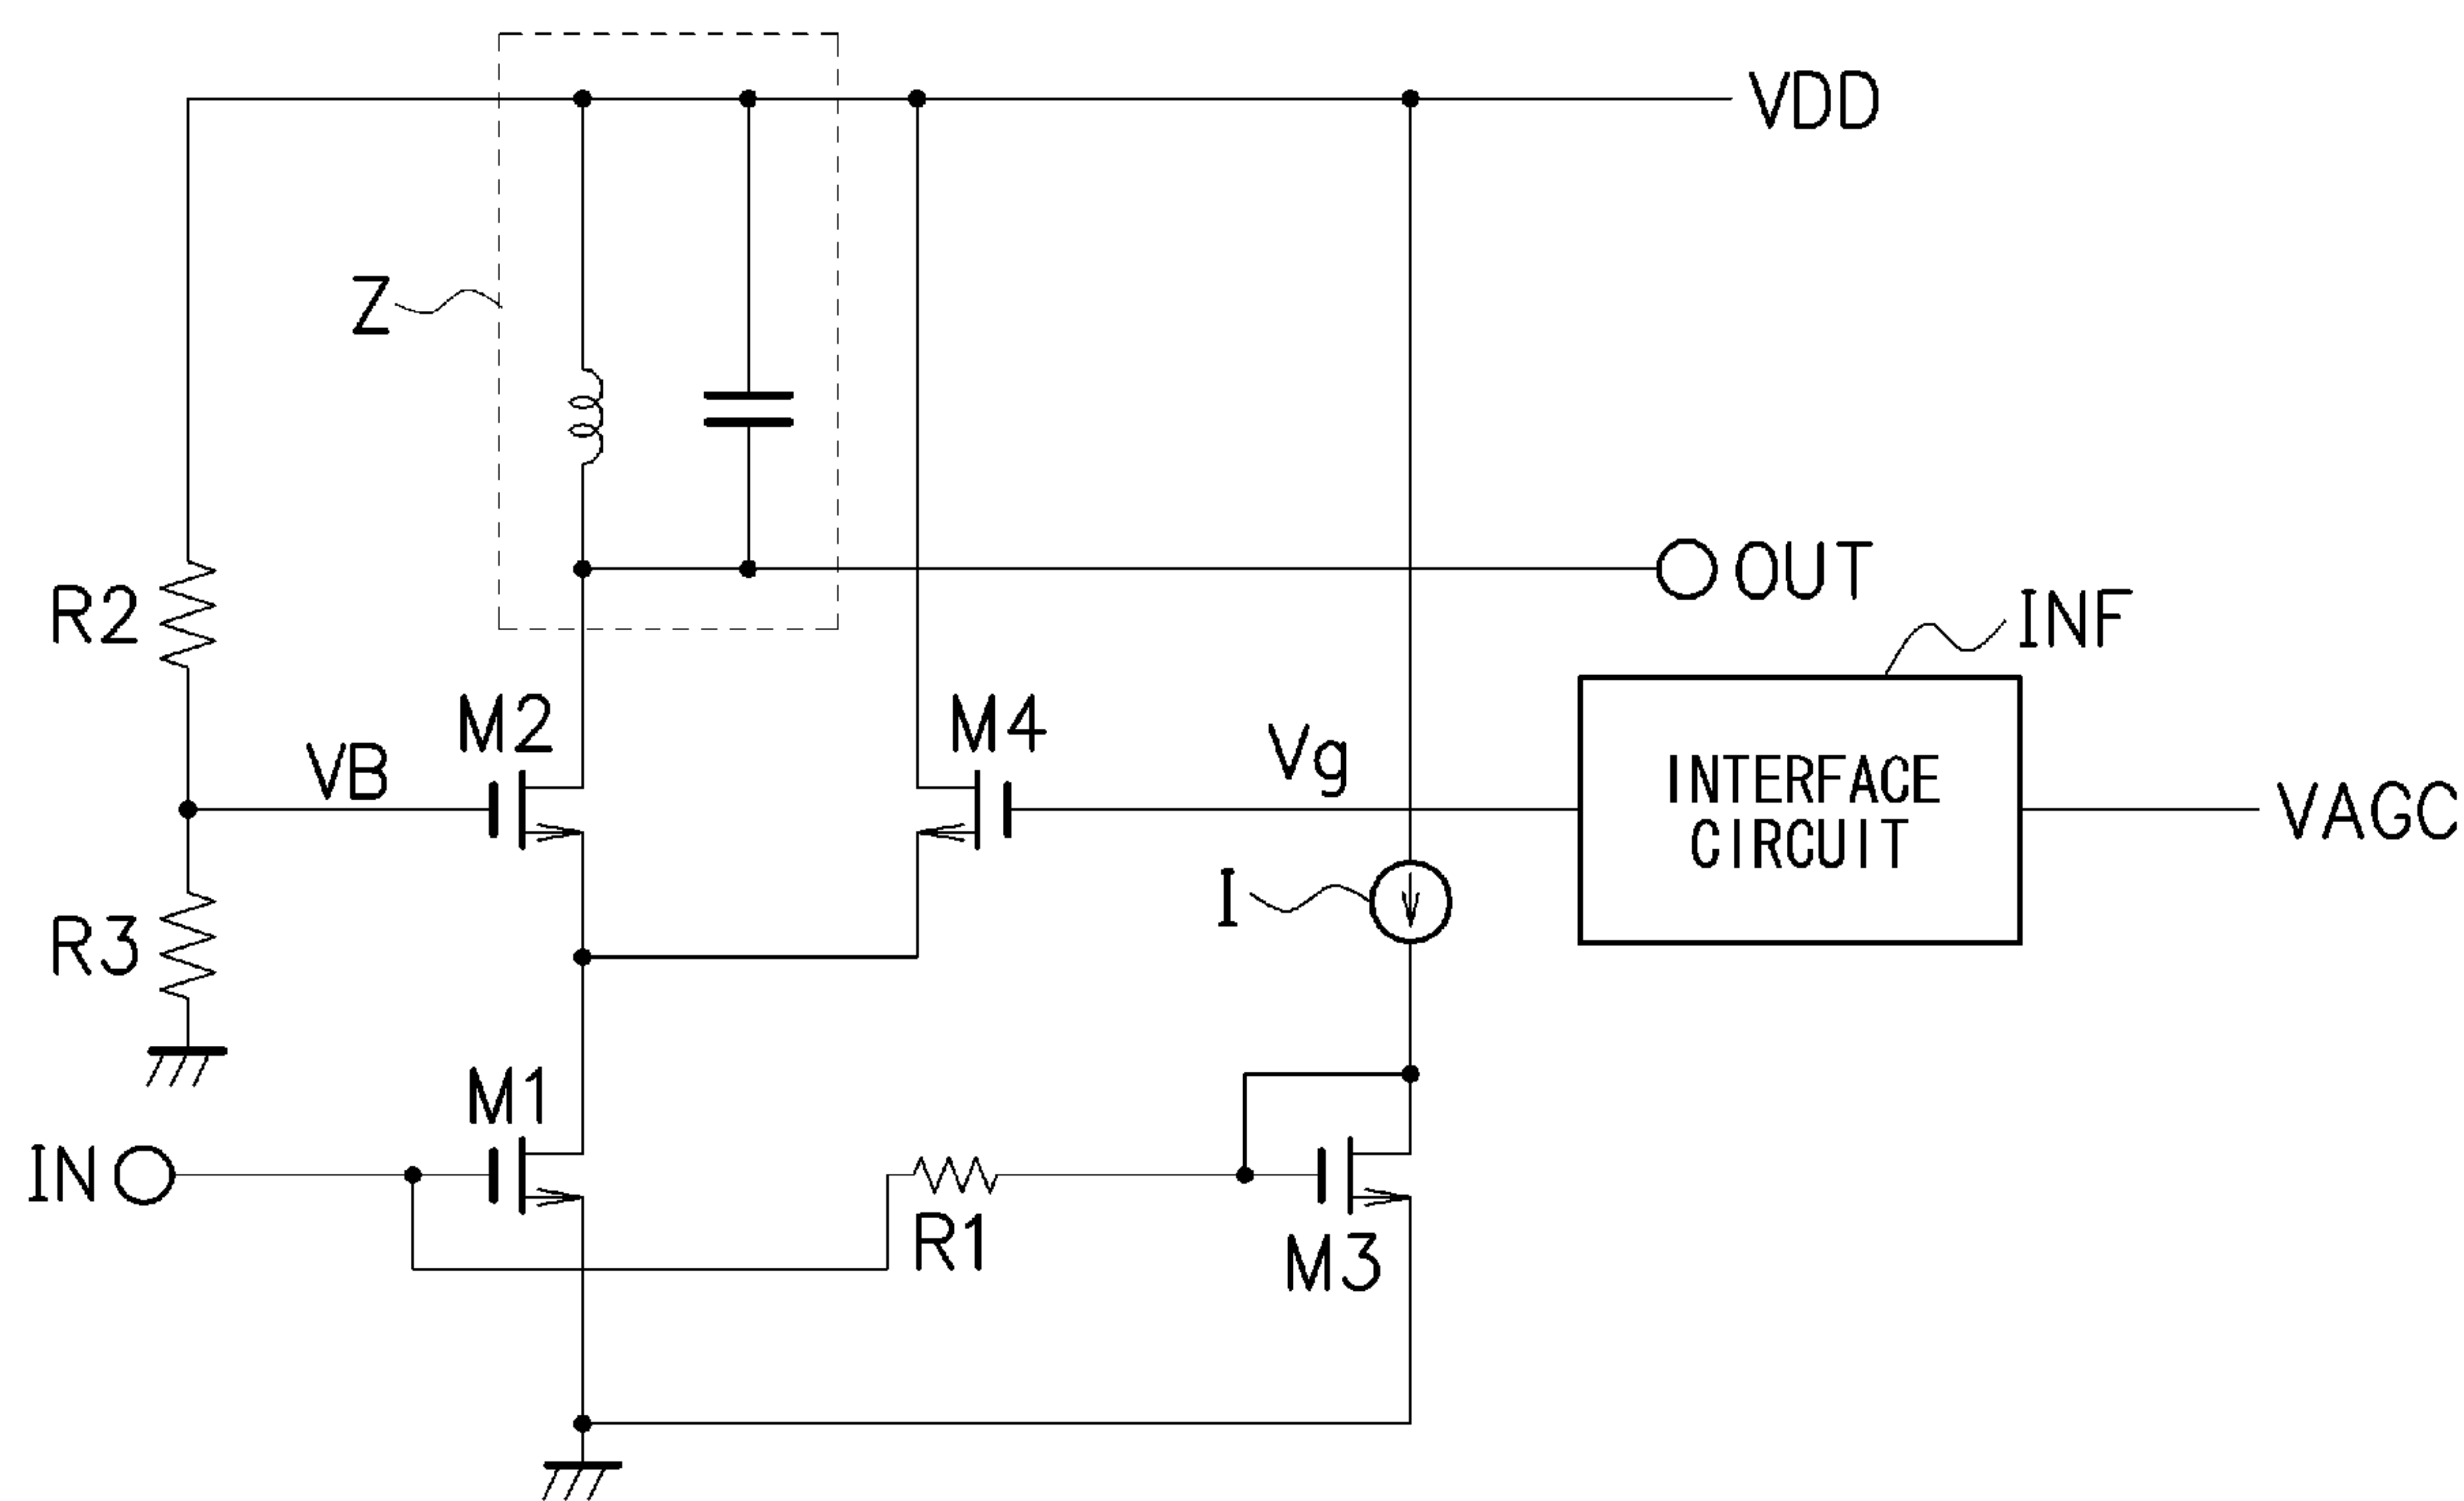 VDD
Z
OUT
INF
R2
M2
M4
Vg
VB
INTERFACE
CIRCUIT
VAGC
I
R3
M1
IN
R1
M3